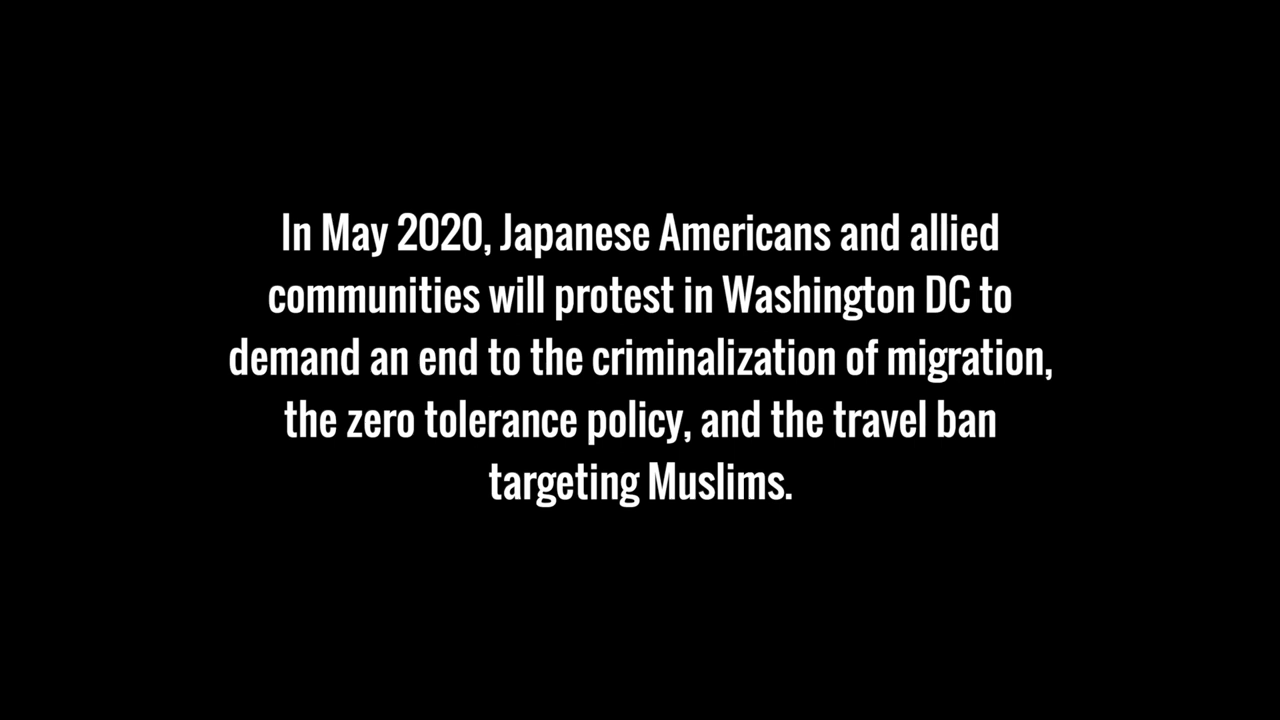 In May 2020, Japanese Americans and allied
communities will protest in Washington DC to
demand an end to the criminalization of migration,
the zero tolerance policy, and the travel ban
targeting Muslims.